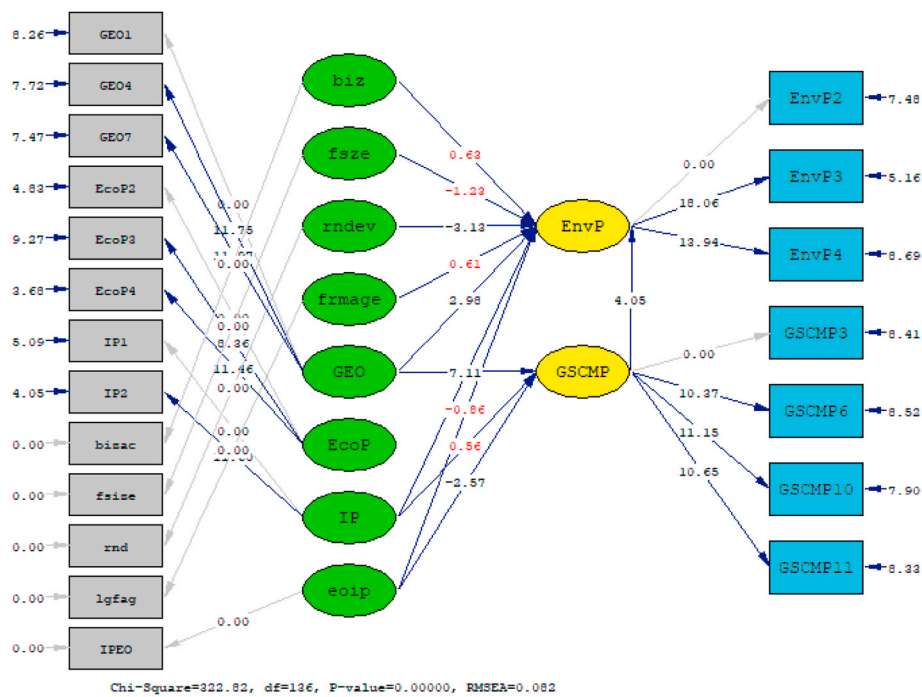 8.26 GEO1
7.72 GEO4
7.47 GEO7
4.83 EcoP2
9.27 EcoP3
3.68 EcoP4
5.09 IP1
4.05 IP2
0.00 bizac
0.00 fsize
0.00 rnd
0.00 lgfag
0.00 IPEO
0.00
11.75
0.00
0.00
8.36
11.46
0.00
0.00
0.00
0.00
biz
fsze
rndev
frmage
GEO
EcoP
IP
eoip
0.63
-1.23
-3.13
0.61
2.98
7.11
-0.86
0.56
-2.57
EnvP
4.05
GSCMP
0.00
18.06
13.94
0.00
10.37
11.15
10.65
EnvP2 7.48
EnvP3 5.16
EnvP4 8.69
GSCMP3 8.41
GSCMP6 8.52
GSCMP10 7.90
GSCMP11 8.33
Chi-Square=322.82, df=136, P-value=0.00000, RMSEA=0.082